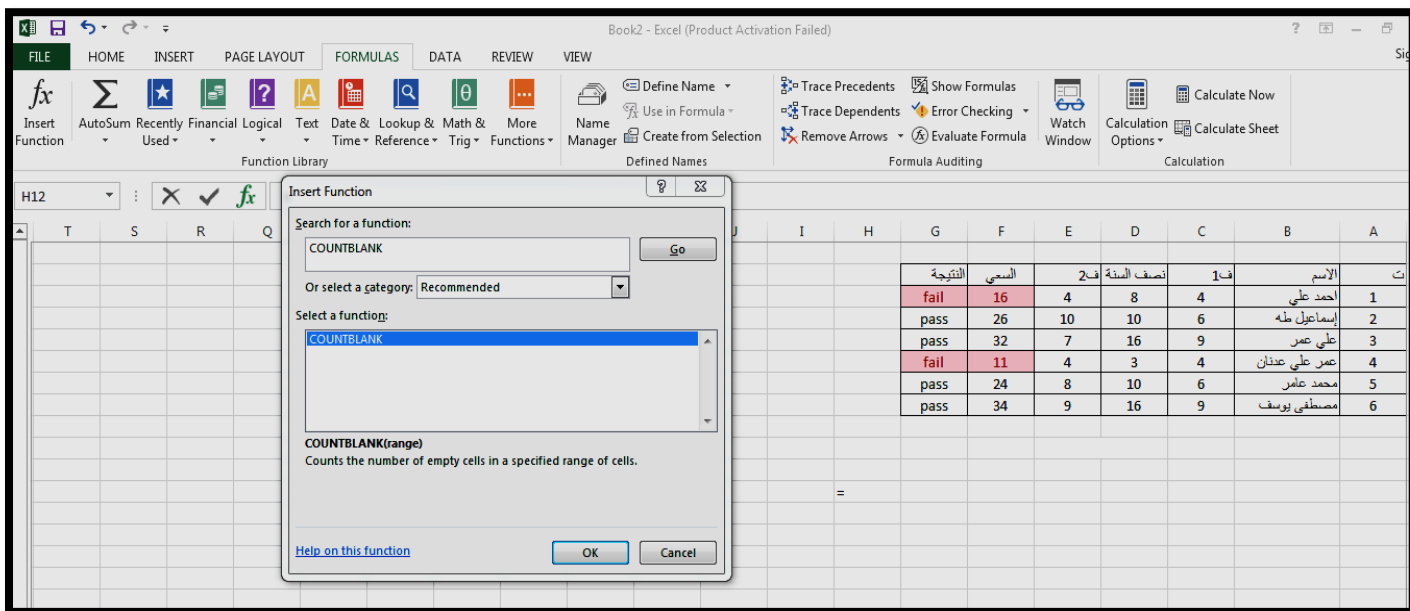 Book2 - Excel (Product Activation Failed)
FILE HOME INSERT PAGE LAYOUT FORMULAS DATA REVIEW VIEW
Insert Function
AutoSum
Recently Used
Financial
Logical
Text
Date & Time
Lookup & Reference
Math & Trig
More Functions
Function Library
Name Manager
Define Name
Use in Formula
Create from Selection
Defined Names
Trace Precedents
Trace Dependents
Remove Arrows
Show Formulas
Error Checking
Evaluate Formula
Formula Auditing
Watch Window
Calculation Options
Calculate Now
Calculate Sheet
Calculation
H12
fx
Insert Function
Search for a function:
COUNTBLANK
Go
Or select a category: Recommended
Select a function:
COUNTBLANK
COUNTBLANK(range)
Counts the number of empty cells in a specified range of cells.
Help on this function
OK Cancel
T S R Q J I H G F E D C B A
ت الاسم ف1 نصف السنة ف2 السعي النتيجة
1 احمد علي 4 8 4 16 fail
2 إسماعيل طه 6 10 10 26 pass
3 علي عمر 9 16 7 32 pass
4 عمر علي عدنان 4 3 4 11 fail
5 محمد عامر 6 10 8 24 pass
6 مصطفى يوسف 9 16 9 34 pass
=